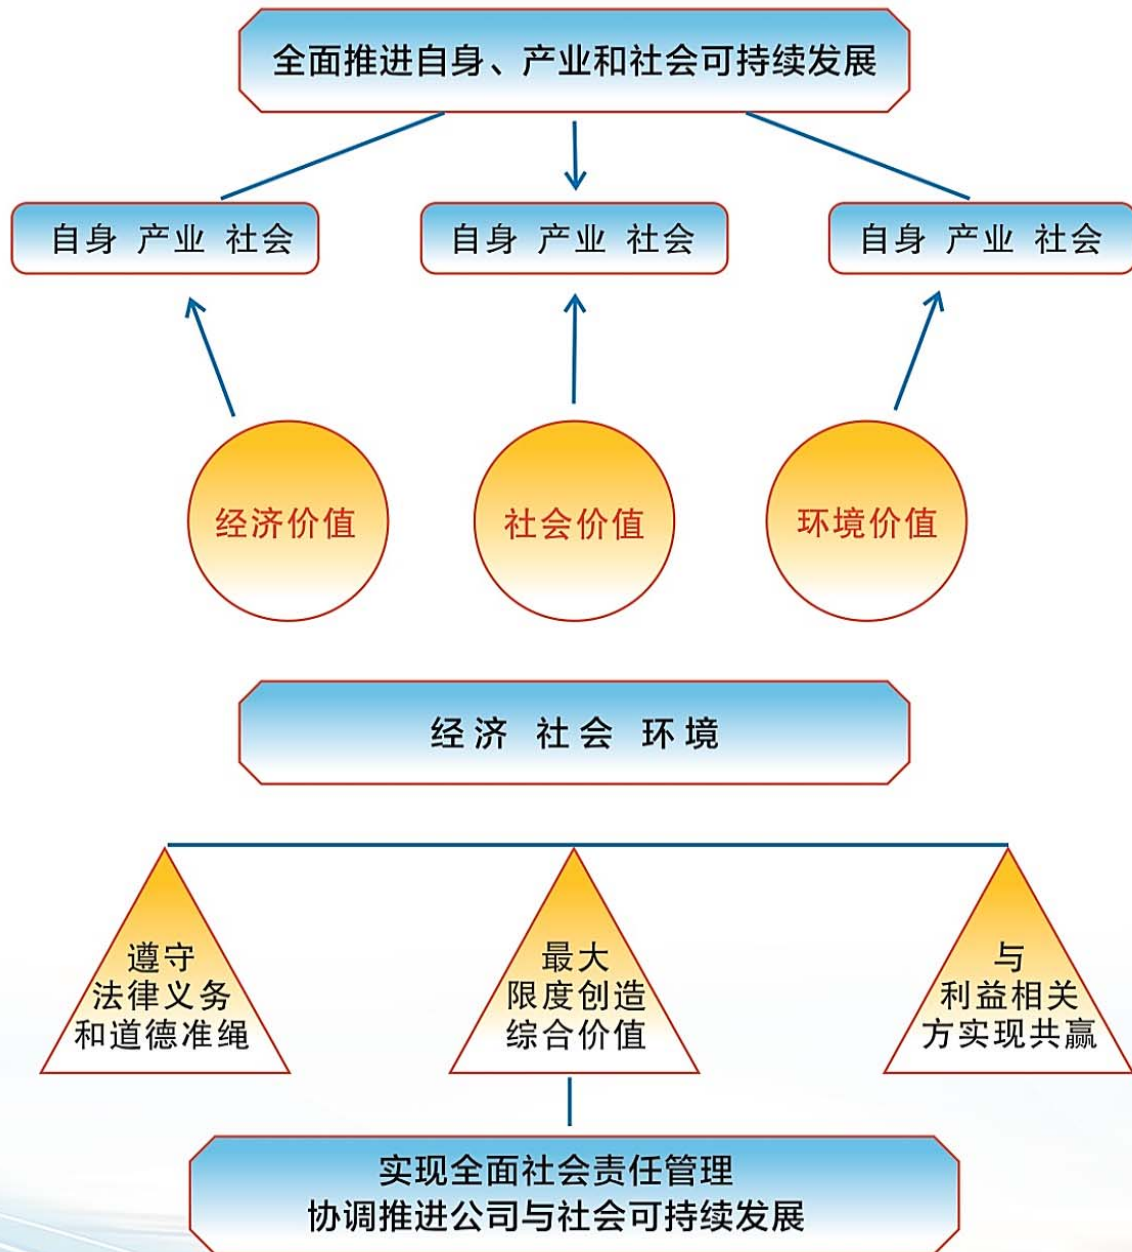 全面推进自身、产业和社会可持续发展
自身 产业 社会
自身 产业 社会
自身 产业 社会
经济价值
社会价值
环境价值
经济 社会 环境
遵守
法律义务
和道德准绳
最大
限度创造
综合价值
与
利益相关
方实现共赢
实现全面社会责任管理
协调推进公司与社会可持续发展